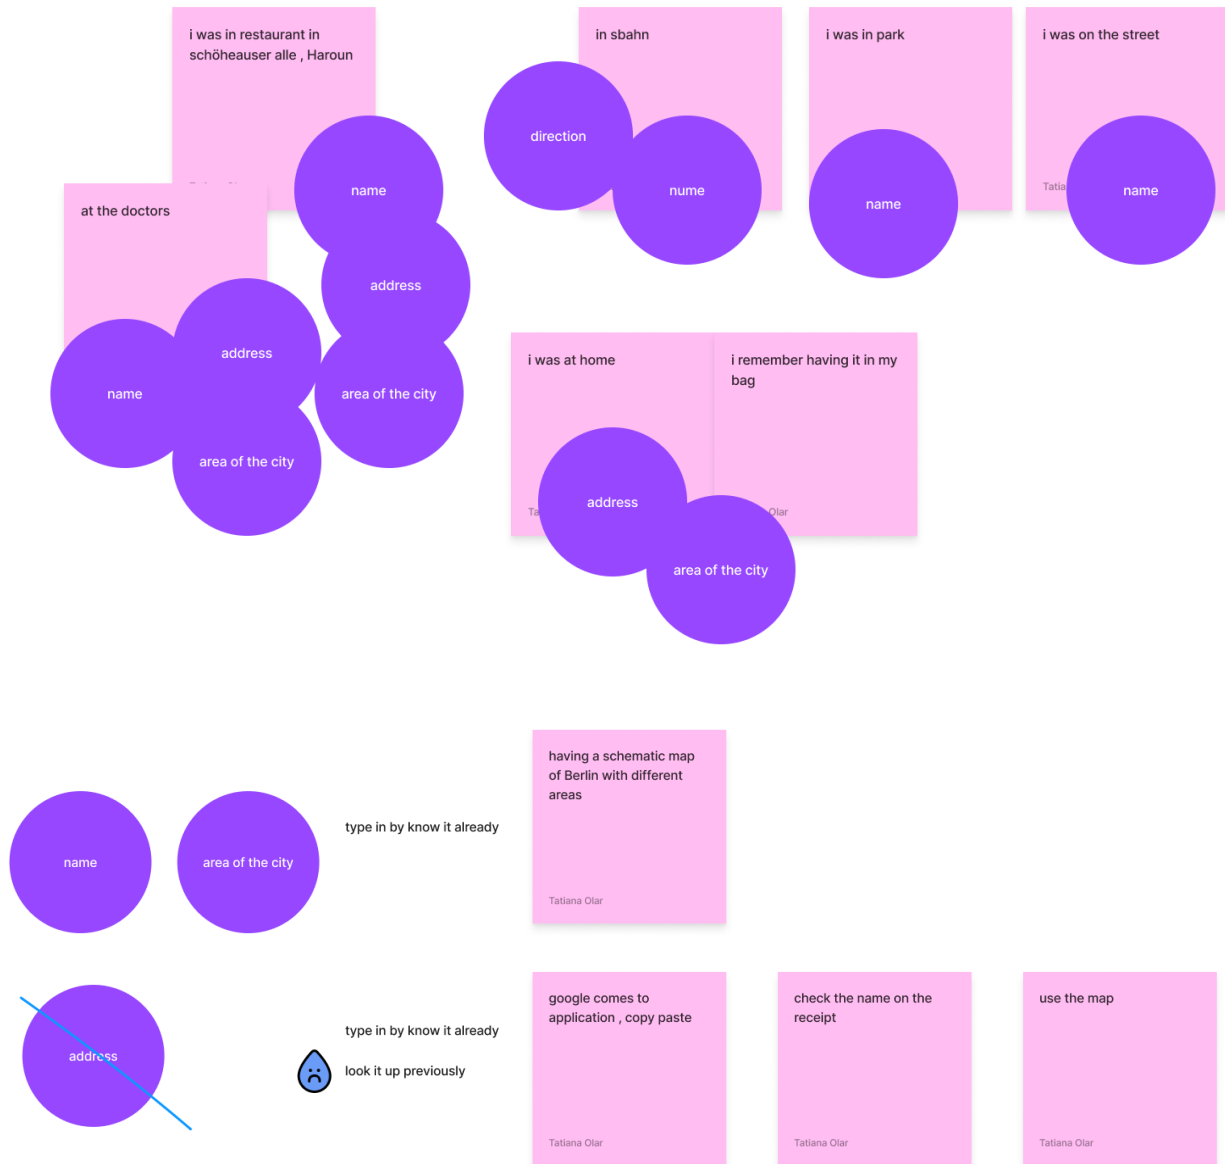 i was in restaurant in
schöheauser alle , Haroun
name
address
area of the city
at the doctors
address
name
area of the city
in sbahn
direction
nume
i was in park
name
i was on the street
Tatia
name
i was at home
address
i remember having it in my
bag
Olar
area of the city
name
area of the city
type in by know it already
having a schematic map
of Berlin with different
areas
Tatiana Olar
address
type in by know it already
look it up previously
google comes to
application , copy paste
Tatiana Olar
check the name on the
receipt
Tatiana Olar
use the map
Tatiana Olar